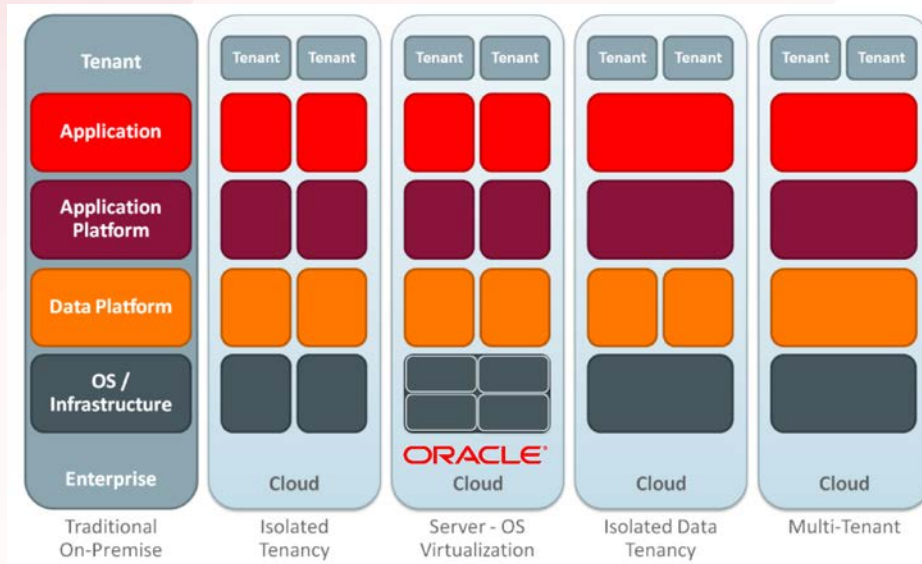 Tenant
Application
Application
Platform
Data Platform
OS /
Infrastructure
Enterprise
Traditional
On-Premise
Tenant Tenant
Cloud
Isolated
Tenancy
Tenant Tenant
ORACLE®
Cloud
Server - OS
Virtualization
Tenant Tenant
Cloud
Isolated Data
Tenancy
Tenant Tenant
Cloud
Multi-Tenant